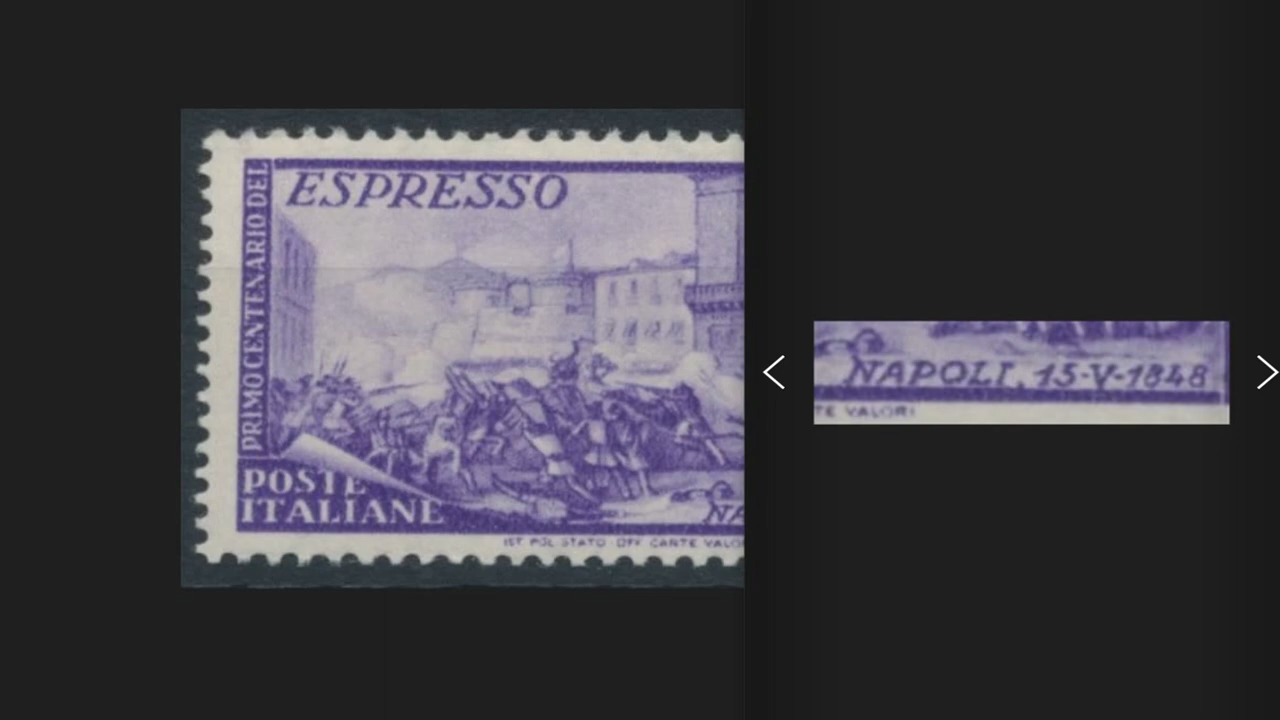 ESPRESSO
PRIMO CENTENARIO DEL
POSTE
ITALIANE
NA
IST POL STATO · OFF CARTE VALO
NAPOLI, 15-V-1848
TE VALORI